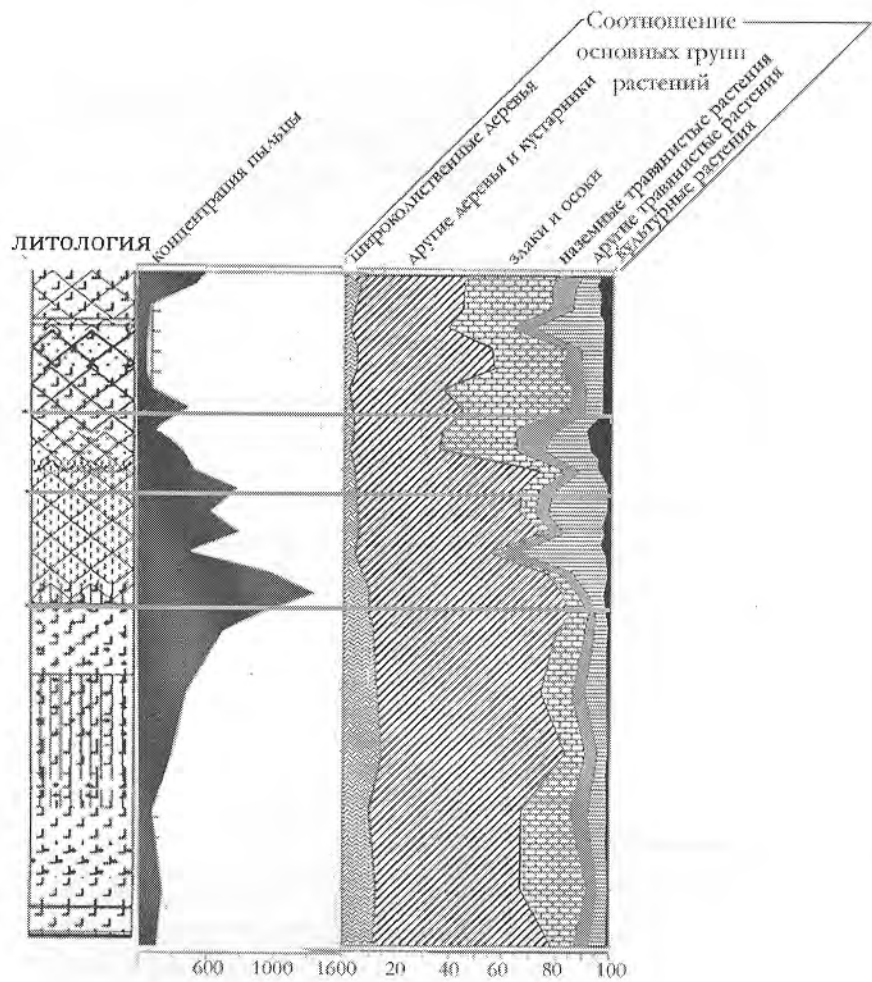 Соотношение
основных групп
растений
концентрация пыльцы
широколиственные деревья
другие деревья и кустарники
злаки и осоки
наземные травянистые растения
другие травянистые растения
культурные растения
литология
600 1000 1600 20 40 60 80 100